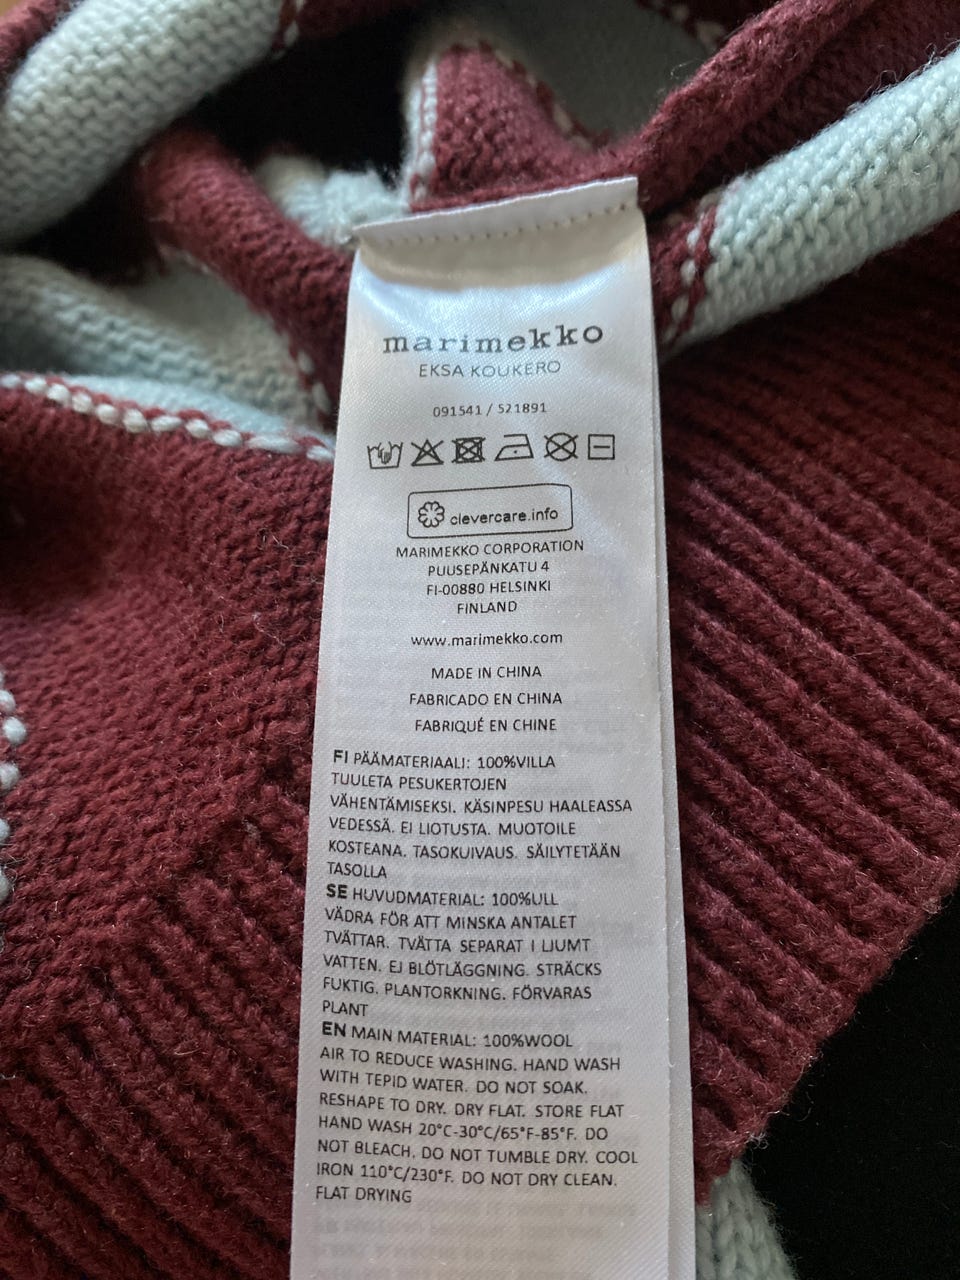 marimekko
EKSA KOUKERO
091541 / 521891
clevercare.info
MARIMEKKO CORPORATION
PUUSEPÄNKATU 4
FI-00880 HELSINKI
FINLAND
www.marimekko.com
MADE IN CHINA
FABRICADO EN CHINA
FABRIQUÉ EN CHINE
FI PÄÄMATERIAALI: 100%VILLA
TUULETA PESUKERTOJEN
VÄHENTÄMISEKSI. KÄSINPESU HAALEASSA
VEDESSÄ. EI LIOTUSTA. MUOTOILE
KOSTEANA. TASOKUIVAUS. SÄILYTETÄÄN
TASOLLA
SE HUVUDMATERIAL: 100%ULL
VÄDRA FÖR ATT MINSKA ANTALET
TVÄTTAR. TVÄTTA SEPARAT I LJUMT
VATTEN. EJ BLÖTLÄGGNING. STRÄCKS
FUKTIG. PLANTORKNING. FÖRVARAS
PLANT
EN MAIN MATERIAL: 100%WOOL
AIR TO REDUCE WASHING. HAND WASH
WITH TEPID WATER. DO NOT SOAK.
RESHAPE TO DRY. DRY FLAT. STORE FLAT
HAND WASH 20°C-30°C/65°F-85°F. DO
NOT BLEACH. DO NOT TUMBLE DRY. COOL
IRON 110°C/230°F. DO NOT DRY CLEAN.
FLAT DRYING